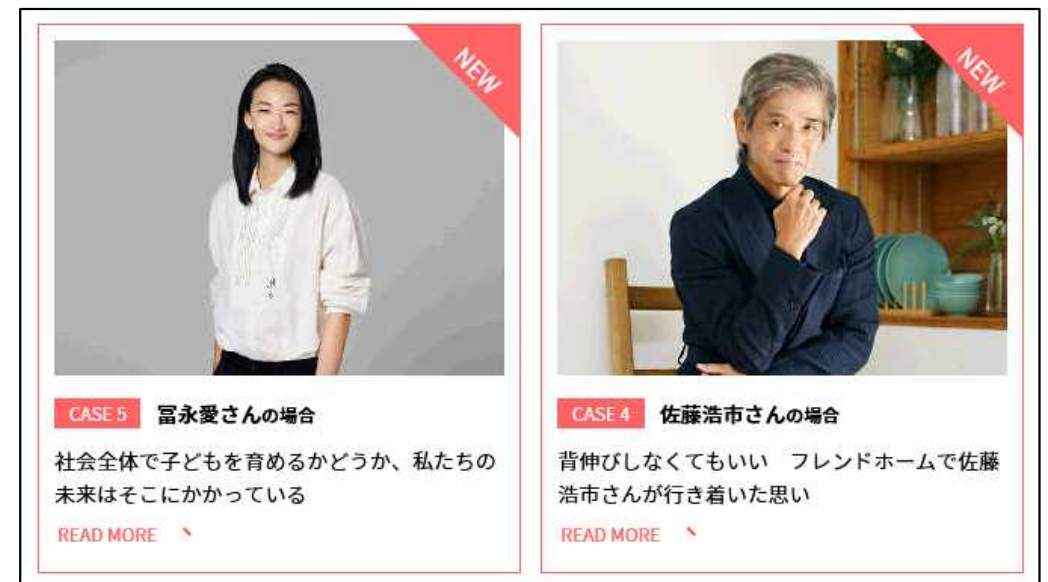 NEW
CASE 5 冨永愛さんの場合
社会全体で子どもを育めるかどうか、私たちの
未来はそこにかかっている
READ MORE
NEW
CASE 4 佐藤浩市さんの場合
背伸びしなくてもいい　フレンドホームで佐藤
浩市さんが行き着いた思い
READ MORE